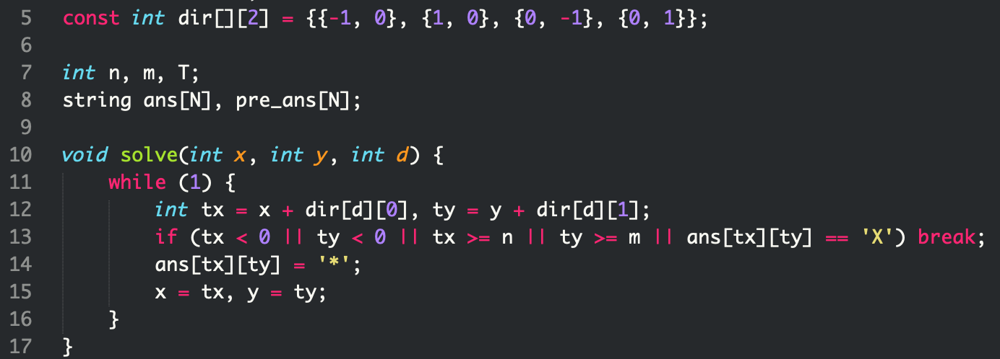 5 const int dir[][2] = {{-1, 0}, {1, 0}, {0, -1}, {0, 1}};
6
7 int n, m, T;
8 string ans[N], pre_ans[N];
9
10 void solve(int x, int y, int d) {
11     while (1) {
12         int tx = x + dir[d][0], ty = y + dir[d][1];
13         if (tx < 0 || ty < 0 || tx >= n || ty >= m || ans[tx][ty] == 'X') break;
14         ans[tx][ty] = '*';
15         x = tx, y = ty;
16     }
17 }